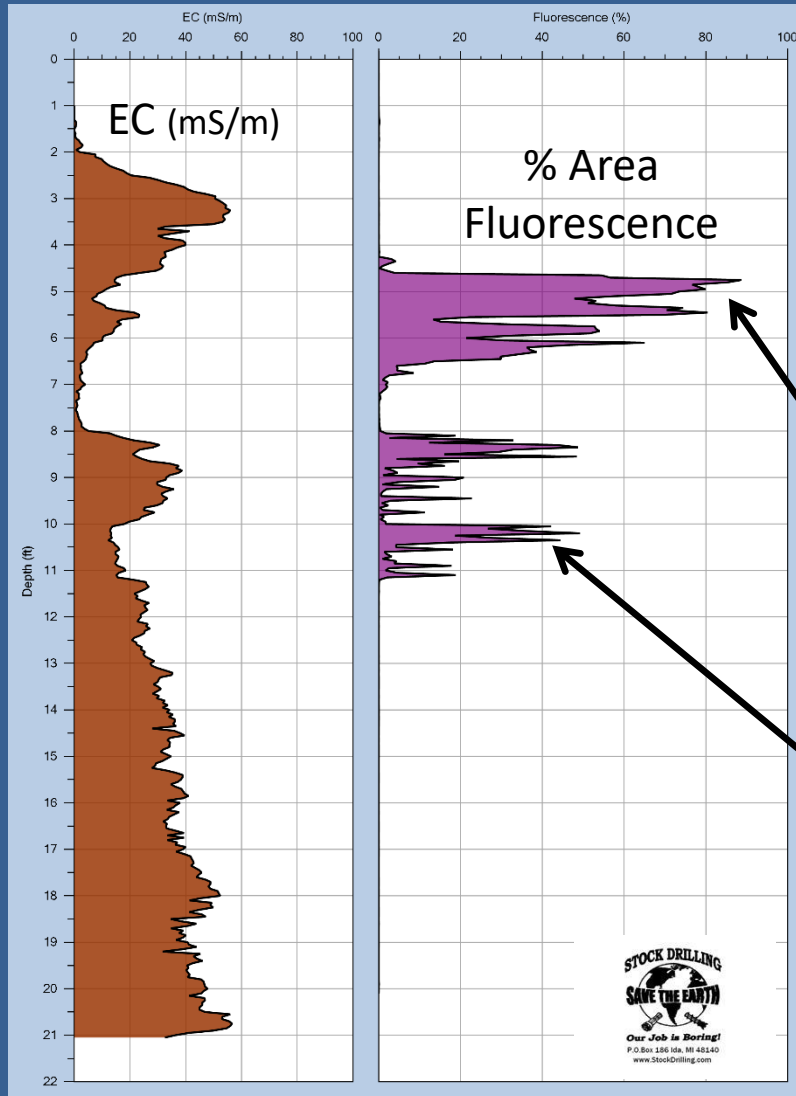 EC (mS/m)
0 20 40 60 80 100
Fluorescence (%)
0 20 40 60 80 100
EC (mS/m)
% Area
Fluorescence
Depth (ft)
0
1
2
3
4
5
6
7
8
9
10
11
12
13
14
15
16
17
18
19
20
21
22
STOCK DRILLING
SAVE THE EARTH
Our Job is Boring!
P.O.Box 186 Ida, MI 48140
www.StockDrilling.com